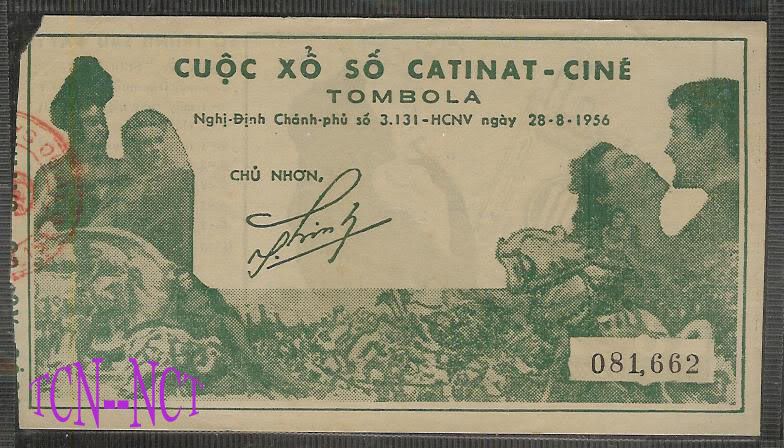 CUỘC XỔ SỐ CATINAT-CINÉ
TOMBOLA
Nghị-Định Chánh-phủ số 3.131-HCNV ngày 28-8-1956
CHỦ NHƠN,
081,662
TCN--NCT